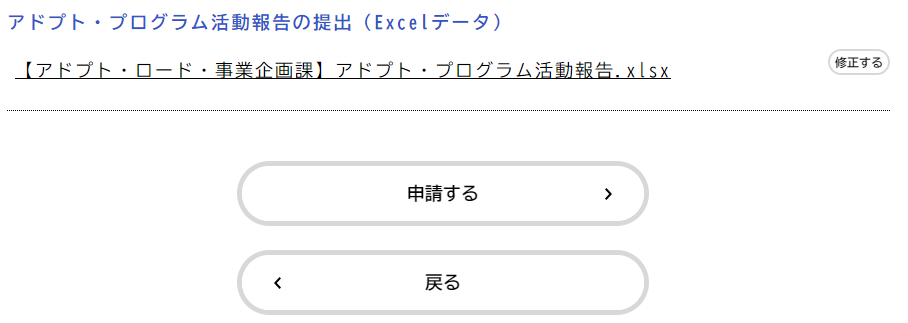 アドプト・プログラム活動報告の提出（Excelデータ）
【アドプト・ロード・事業企画課】アドプト・プログラム活動報告.xlsx
修正する
申請する
戻る